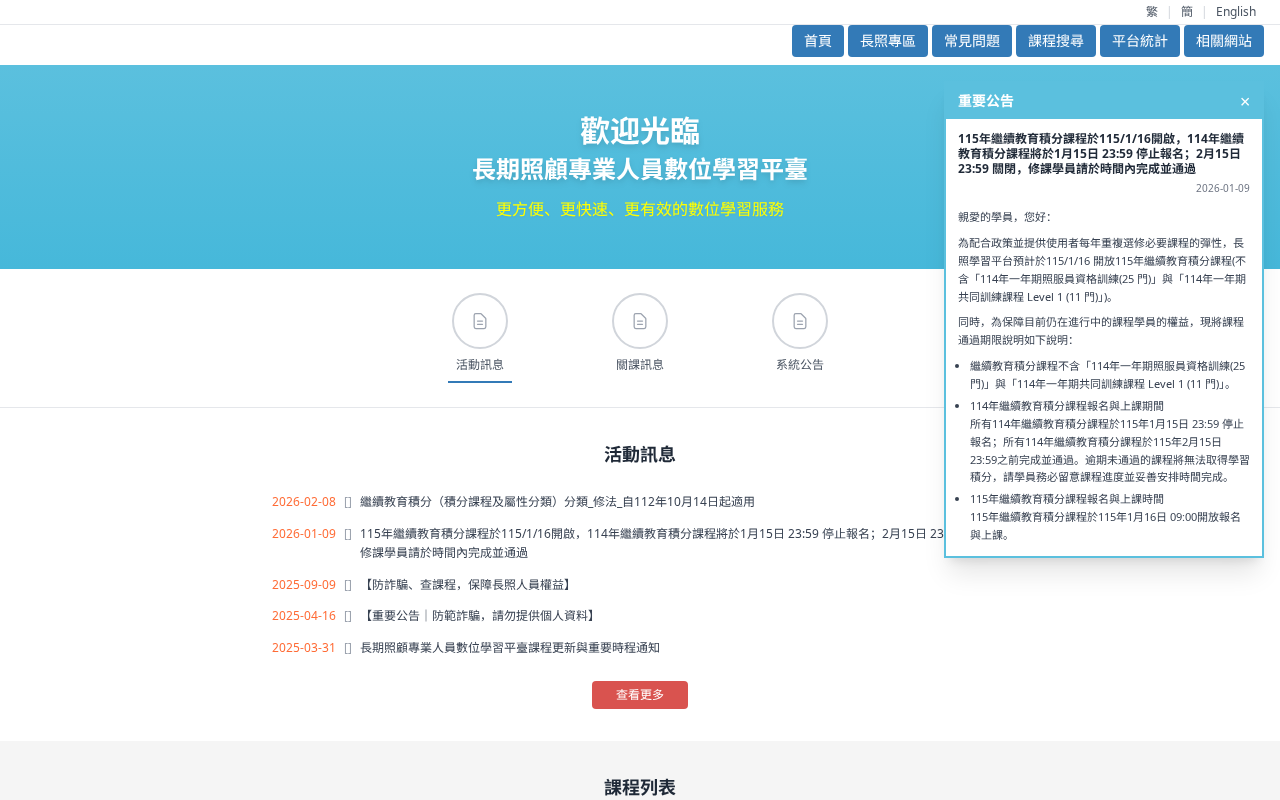 繁 | 簡 | English
首頁 長照專區 常見問題 課程搜尋 平台統計 相關網站
歡迎光臨
長期照顧專業人員數位學習平臺
更方便、更快速、更有效的數位學習服務
重要公告 ×
115年繼續教育積分課程於115/1/16開啟，114年繼續
教育積分課程將於1月15日 23:59 停止報名；2月15日
23:59 關閉，修課學員請於時間內完成並通過
2026-01-09
親愛的學員，您好：
為配合政策並提供使用者每年重複選修必要課程的彈性，長
照學習平台預計於115/1/16 開放115年繼續教育積分課程(不
含「114年一年期照服員資格訓練(25 門)」與「114年一年期
共同訓練課程 Level 1 (11 門)」)。
同時，為保障目前仍在進行中的課程學員的權益，現將課程
通過期限說明如下說明：
繼續教育積分課程不含「114年一年期照服員資格訓練(25
門)」與「114年一年期共同訓練課程 Level 1 (11 門)」。
114年繼續教育積分課程報名與上課期間
所有114年繼續教育積分課程於115年1月15日 23:59 停止
報名；所有114年繼續教育積分課程於115年2月15日
23:59之前完成並通過。逾期未通過的課程將無法取得學習
積分，請學員務必留意課程進度並妥善安排時間完成。
115年繼續教育積分課程報名與上課時間
115年繼續教育積分課程於115年1月16日 09:00開放報名
與上課。
活動訊息 關課訊息 系統公告
活動訊息
2026-02-08 繼續教育積分（積分課程及屬性分類）分類_修法_自112年10月14日起適用
2026-01-09 115年繼續教育積分課程於115/1/16開啟，114年繼續教育積分課程將於1月15日 23:59 停止報名；2月15日 23
修課學員請於時間內完成並通過
2025-09-09 【防詐騙、查課程，保障長照人員權益】
2025-04-16 【重要公告｜防範詐騙，請勿提供個人資料】
2025-03-31 長期照顧專業人員數位學習平臺課程更新與重要時程通知
查看更多
課程列表